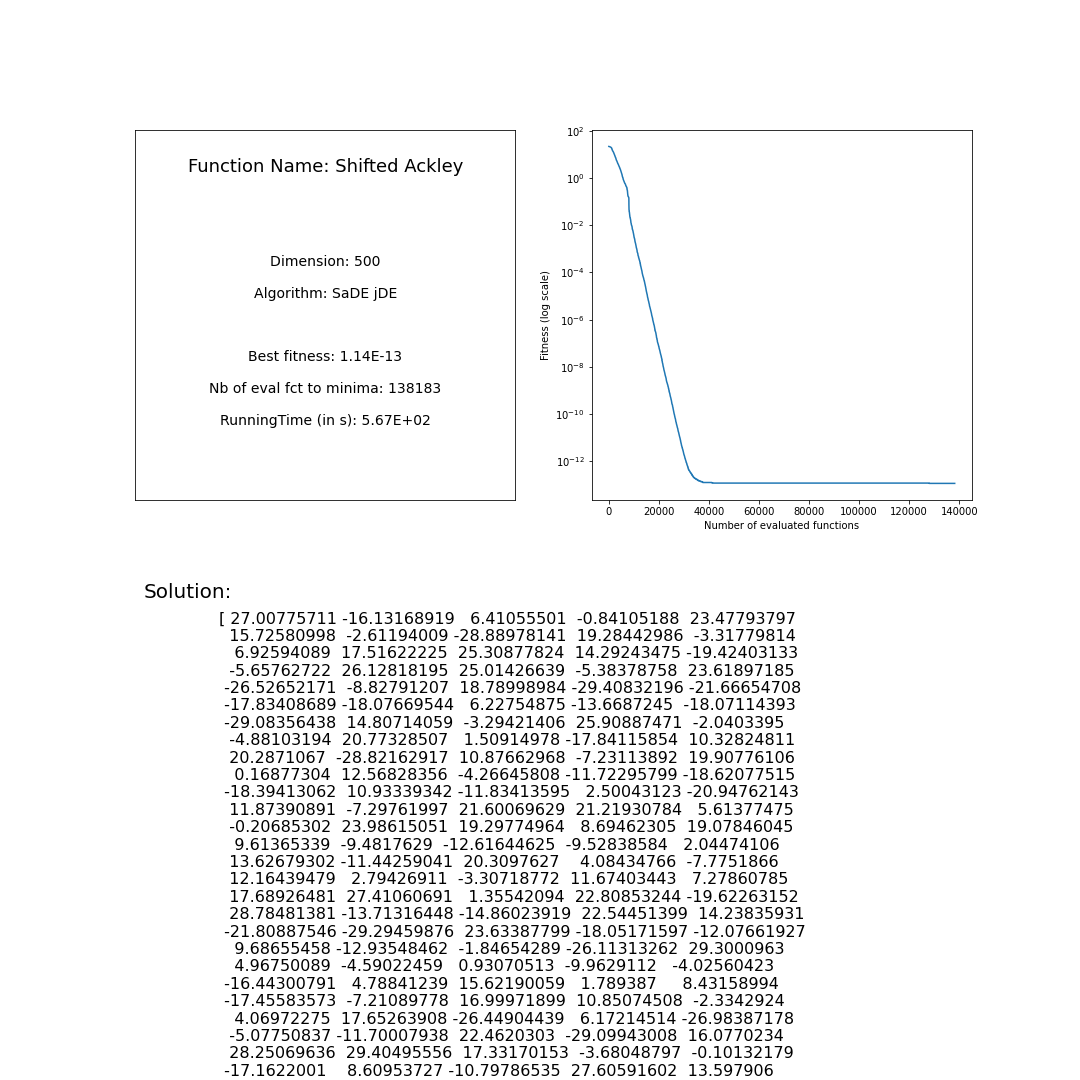 Function Name: Shifted Ackley
Dimension: 500
Algorithm: SaDE jDE
Best fitness: 1.14E-13
Nb of eval fct to minima: 138183
RunningTime (in s): 5.67E+02
10^2
10^0
10^-2
10^-4
10^-6
10^-8
10^-10
10^-12
Fitness (log scale)
0 20000 40000 60000 80000 100000 120000 140000
Number of evaluated functions
Solution:
[ 27.00775711 -16.13168919 6.41055501 -0.84105188 23.47793797
15.72580998 -2.61194009 -28.88978141 19.28442986 -3.31779814
6.92594089 17.51622225 25.30877824 14.29243475 -19.42403133
-5.65762722 26.12818195 25.01426639 -5.38378758 23.61897185
-26.52652171 -8.82791207 18.78998984 -29.40832196 -21.66654708
-17.83408689 -18.07669544 6.22754875 -13.6687245 -18.07114393
-29.08356438 14.80714059 -3.29421406 25.90887471 -2.0403395
-4.88103194 20.77328507 1.50914978 -17.84115854 10.32824811
20.2871067 -28.82162917 10.87662968 -7.23113892 19.90776106
0.16877304 12.56828356 -4.26645808 -11.72295799 -18.62077515
-18.39413062 10.93339342 -11.83413595 2.50043123 -20.94762143
11.87390891 -7.29761997 21.60069629 21.21930784 5.61377475
-0.20685302 23.98615051 19.29774964 8.69462305 19.07846045
9.61365339 -9.4817629 -12.61644625 -9.52838584 2.04474106
13.62679302 -11.44259041 20.3097627 4.08434766 -7.7751866
12.16439479 2.79426911 -3.30718772 11.67403443 7.27860785
17.68926481 27.41060691 1.35542094 22.80853244 -19.62263152
28.78481381 -13.71316448 -14.86023919 22.54451399 14.23835931
-21.80887546 -29.29459876 23.63387799 -18.05171597 -12.07661927
9.68655458 -12.93548462 -1.84654289 -26.11313262 29.3000963
4.96750089 -4.59022459 0.93070513 -9.9629112 -4.02560423
-16.44300791 4.78841239 15.62190059 1.789387 8.43158994
-17.45583573 -7.21089778 16.99971899 10.85074508 -2.3342924
4.06972275 17.65263908 -26.44904439 6.17214514 -26.98387178
-5.07750837 -11.70007938 22.4620303 -29.09943008 16.0770234
28.25069636 29.40495556 17.33170153 -3.68048797 -0.10132179
-17.1622001 8.60953727 -10.79786535 27.60591602 13.597906